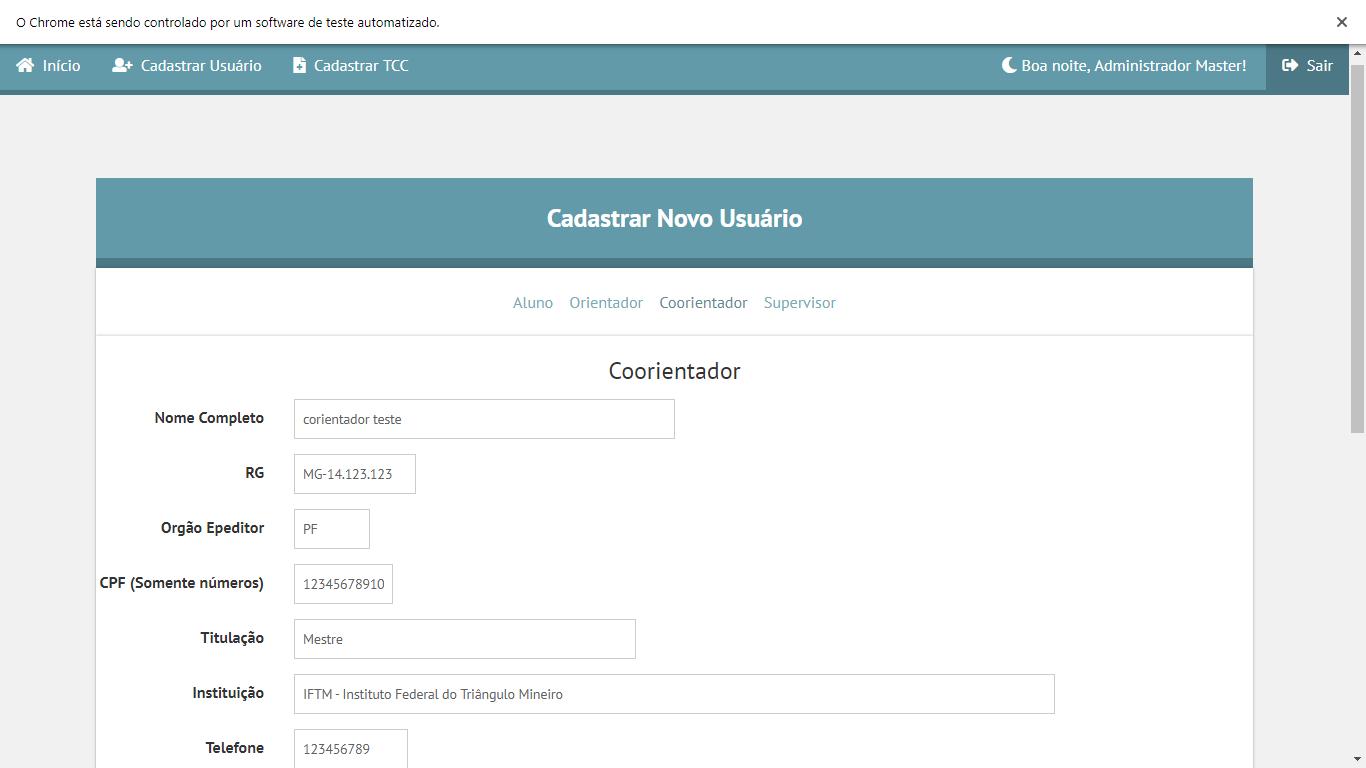 O Chrome está sendo controlado por um software de teste automatizado.
Início Cadastrar Usuário Cadastrar TCC Boa noite, Administrador Master! Sair
Cadastrar Novo Usuário
Aluno Orientador Coorientador Supervisor
Coorientador
Nome Completo corientador teste
RG MG-14.123.123
Orgão Epeditor PF
CPF (Somente números) 12345678910
Titulação Mestre
Instituição IFTM - Instituto Federal do Triângulo Mineiro
Telefone 123456789